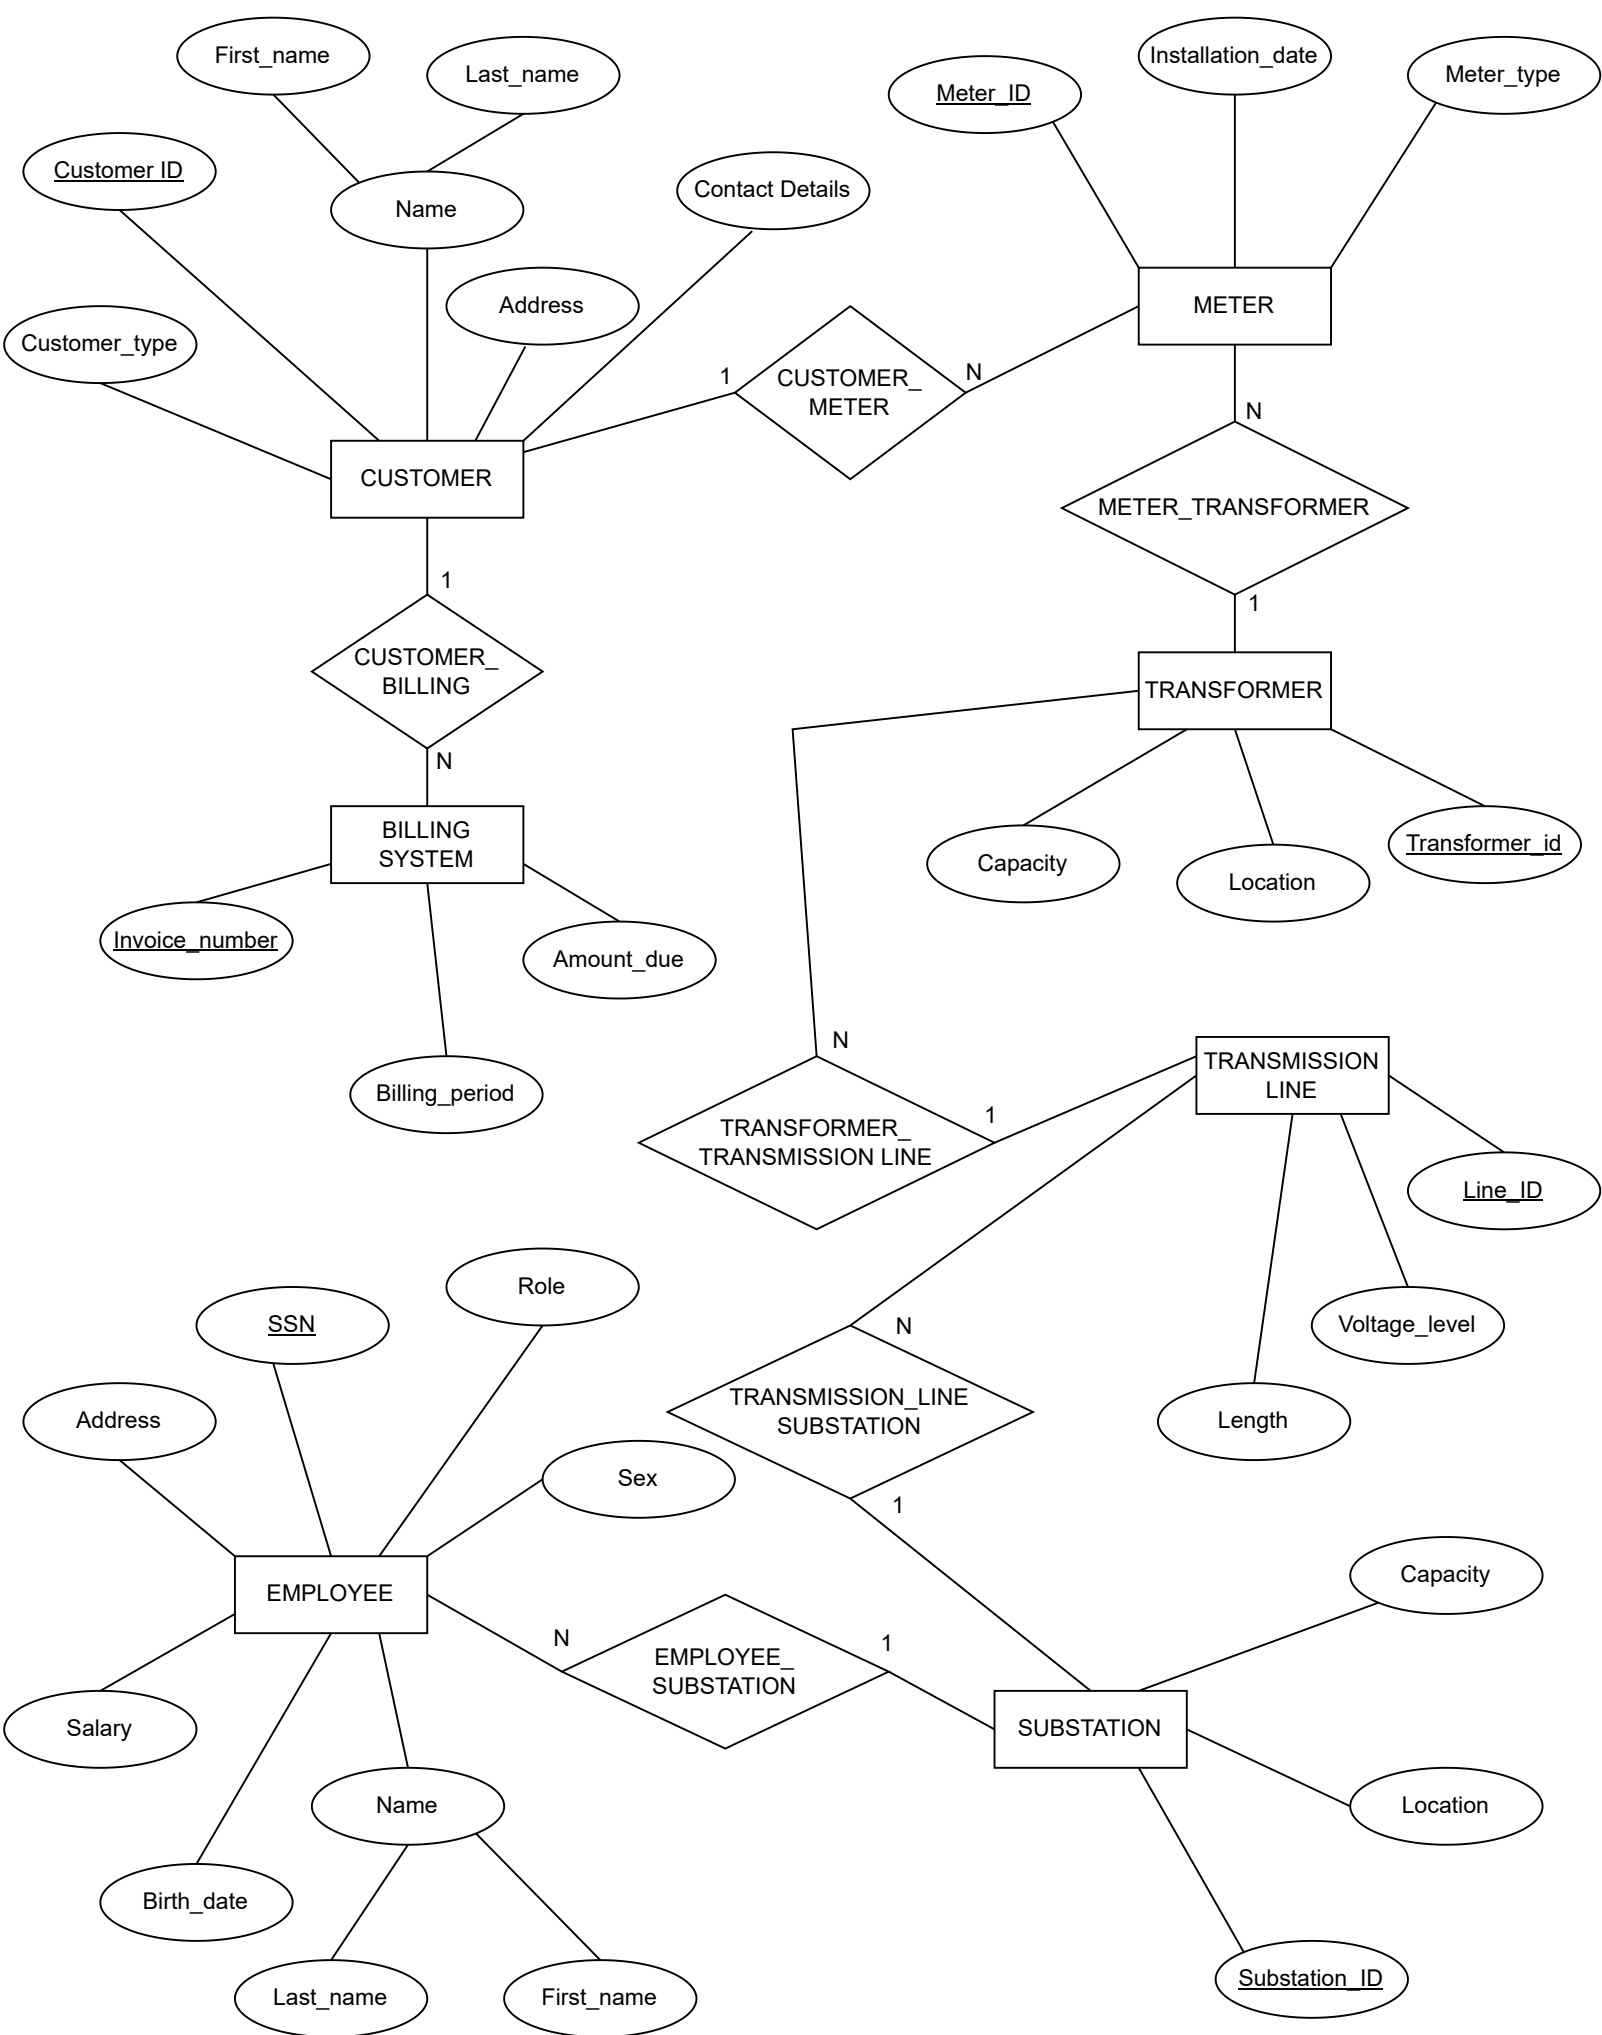 First_name
Last_name
Installation_date
Meter_type
Meter_ID
Customer ID
Name
Contact Details
Address
METER
Customer_type
1
CUSTOMER_
METER
N
CUSTOMER
N
METER_TRANSFORMER
1
1
CUSTOMER_
BILLING
N
TRANSFORMER
BILLING
SYSTEM
Capacity
Location
Transformer_id
Invoice_number
Amount_due
Billing_period
N
TRANSMISSION
LINE
1
TRANSFORMER_
TRANSMISSION LINE
Line_ID
Role
SSN
N
Voltage_level
TRANSMISSION_LINE
SUBSTATION
Length
Address
Sex
1
Capacity
EMPLOYEE
N
EMPLOYEE_
SUBSTATION
1
SUBSTATION
Salary
Name
Location
Birth_date
Substation_ID
Last_name
First_name